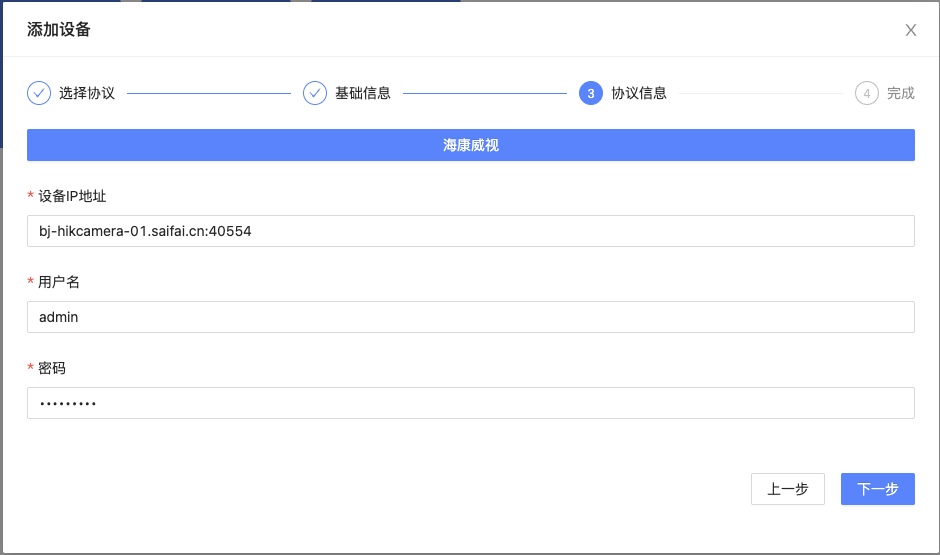 添加设备
选择协议 基础信息 3 协议信息 4 完成
海康威视
* 设备IP地址
bj-hikcamera-01.saifai.cn:40554
* 用户名
admin
* 密码
•••••••••
上一步 下一步